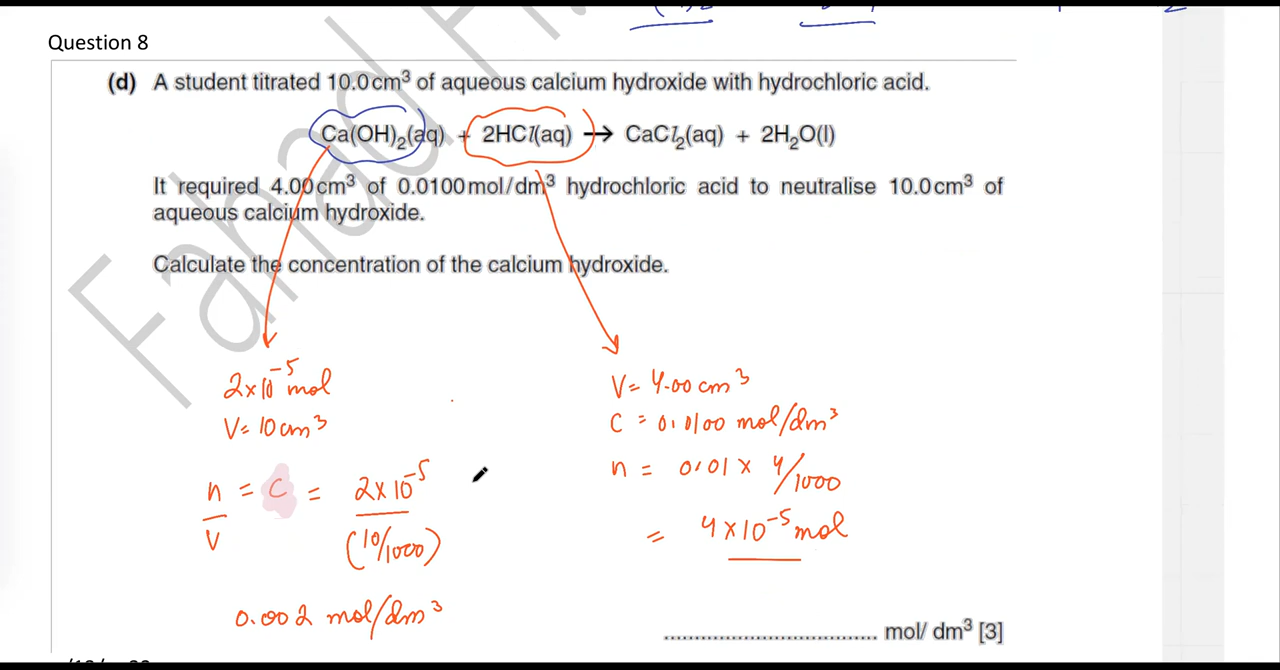 Question 8
(d) A student titrated 10.0 cm³ of aqueous calcium hydroxide with hydrochloric acid.
Ca(OH)₂(aq) + 2HCl(aq) → CaCl₂(aq) + 2H₂O(l)
It required 4.00 cm³ of 0.0100 mol/dm³ hydrochloric acid to neutralise 10.0 cm³ of
aqueous calcium hydroxide.
Calculate the concentration of the calcium hydroxide.
2×10⁻⁵ mol
V= 10 cm³
n/V = C = 2×10⁻⁵/(10/1000)
0.002 mol/dm³
V= 4.00 cm³
C = 0.0100 mol/dm³
n = 0.01 × 4/1000
= 4×10⁻⁵ mol
.................................... mol/ dm³ [3]
Fahad